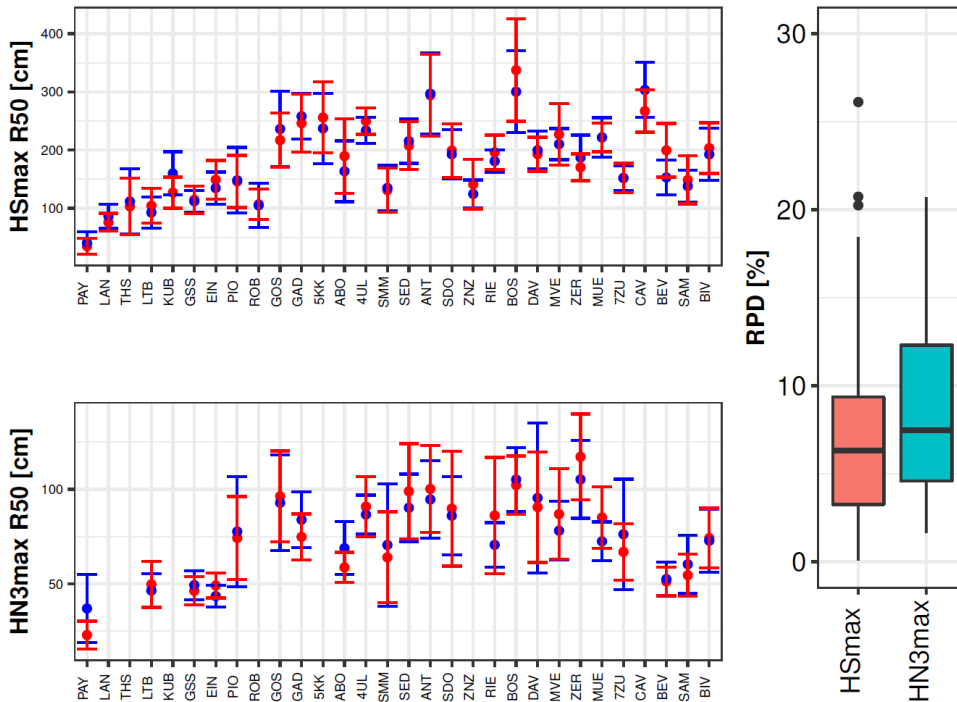 HSmax R50 [cm]
400
300
200
100
PAY LAN THS LTB KUB GSS EIN PIO ROB GOS GAD 5KK ABO 4UL SMM SED ANT SDO ZNZ RIE BOS DAV MVE ZER MUE 7ZU CAV BEV SAM BIV
HN3max R50 [cm]
100
50
PAY LAN THS LTB KUB GSS EIN PIO ROB GOS GAD 5KK ABO 4UL SMM SED ANT SDO ZNZ RIE BOS DAV MVE ZER MUE 7ZU CAV BEV SAM BIV
RPD [%]
30
20
10
0
HSmax
HN3max